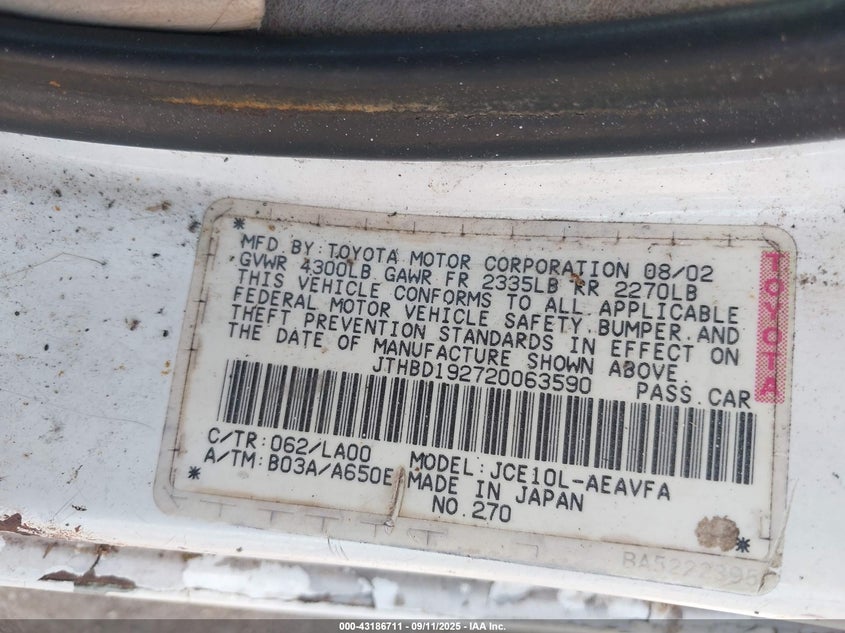 * MFD.BY TOYOTA MOTOR CORPORATION 08/02
GVWR 4300LB GAWR FR 2335LB RR 2270LB
THIS VEHICLE CONFORMS TO ALL APPLICABLE
FEDERAL MOTOR VEHICLE SAFETY.BUMPER.AND
THEFT PREVENTION STANDARDS IN EFFECT ON
THE DATE OF MANUFACTURE SHOWN ABOVE.
JTHBD192720063590 PASS.CAR
TOYOTA
C/TR:062/LA00 MODEL:JCE10L-AEAVFA
A/TM:B03A/A650E MADE IN JAPAN
* NO.270 *
BA5222398
000-43186711 - 09/11/2025 - IAA Inc.